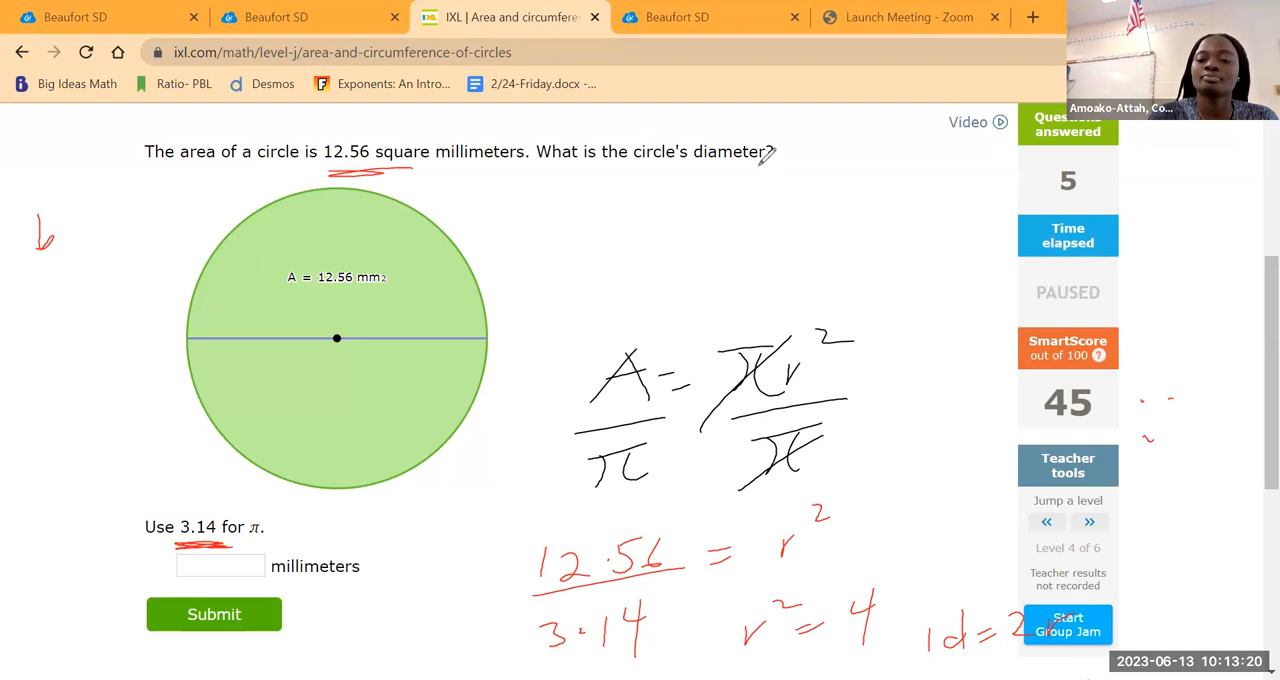 Beaufort SD
Beaufort SD
IXL | Area and circumferen
Beaufort SD
Launch Meeting - Zoom
ixl.com/math/level-j/area-and-circumference-of-circles
Big Ideas Math
Ratio- PBL
Desmos
Exponents: An Intro...
2/24-Friday.docx -...
Amoako-Attah, Co...
Video
Questions answered
The area of a circle is 12.56 square millimeters. What is the circle's diameter?
5
Time
elapsed
A = 12.56 mm2
PAUSED
SmartScore
out of 100 ?
45
A = πr²
π π
Teacher
tools
Jump a level
Use 3.14 for π.
12.56 = r²
3.14
Level 4 of 6
millimeters
Teacher results
not recorded
Submit
r² = 4
d = 2r
Start
Group Jam
2023-06-13 10:13:20